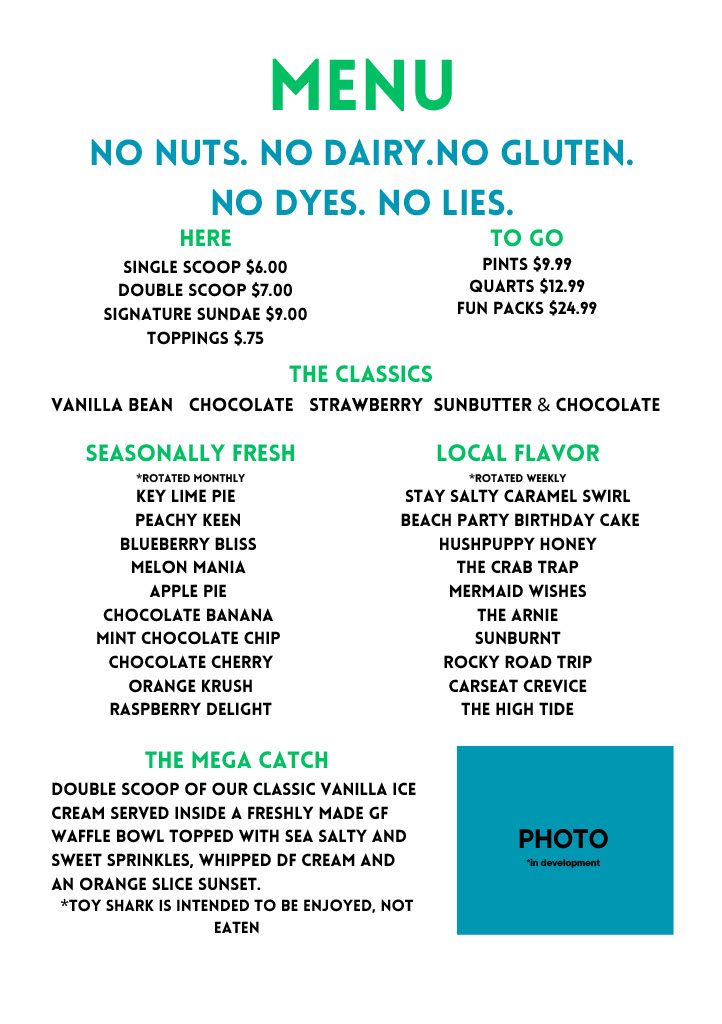 MENU
NO NUTS. NO DAIRY.NO GLUTEN.
NO DYES. NO LIES.
HERE
SINGLE SCOOP $6.00
DOUBLE SCOOP $7.00
SIGNATURE SUNDAE $9.00
TOPPINGS $.75
TO GO
PINTS $9.99
QUARTS $12.99
FUN PACKS $24.99
THE CLASSICS
VANILLA BEAN CHOCOLATE STRAWBERRY SUNBUTTER & CHOCOLATE
SEASONALLY FRESH
*ROTATED MONTHLY
KEY LIME PIE
PEACHY KEEN
BLUEBERRY BLISS
MELON MANIA
APPLE PIE
CHOCOLATE BANANA
MINT CHOCOLATE CHIP
CHOCOLATE CHERRY
ORANGE KRUSH
RASPBERRY DELIGHT
LOCAL FLAVOR
*ROTATED WEEKLY
STAY SALTY CARAMEL SWIRL
BEACH PARTY BIRTHDAY CAKE
HUSHPUPPY HONEY
THE CRAB TRAP
MERMAID WISHES
THE ARNIE
SUNBURNT
ROCKY ROAD TRIP
CARSEAT CREVICE
THE HIGH TIDE
THE MEGA CATCH
DOUBLE SCOOP OF OUR CLASSIC VANILLA ICE
CREAM SERVED INSIDE A FRESHLY MADE GF
WAFFLE BOWL TOPPED WITH SEA SALTY AND
SWEET SPRINKLES, WHIPPED DF CREAM AND
AN ORANGE SLICE SUNSET.
*TOY SHARK IS INTENDED TO BE ENJOYED, NOT
EATEN
PHOTO
*in development